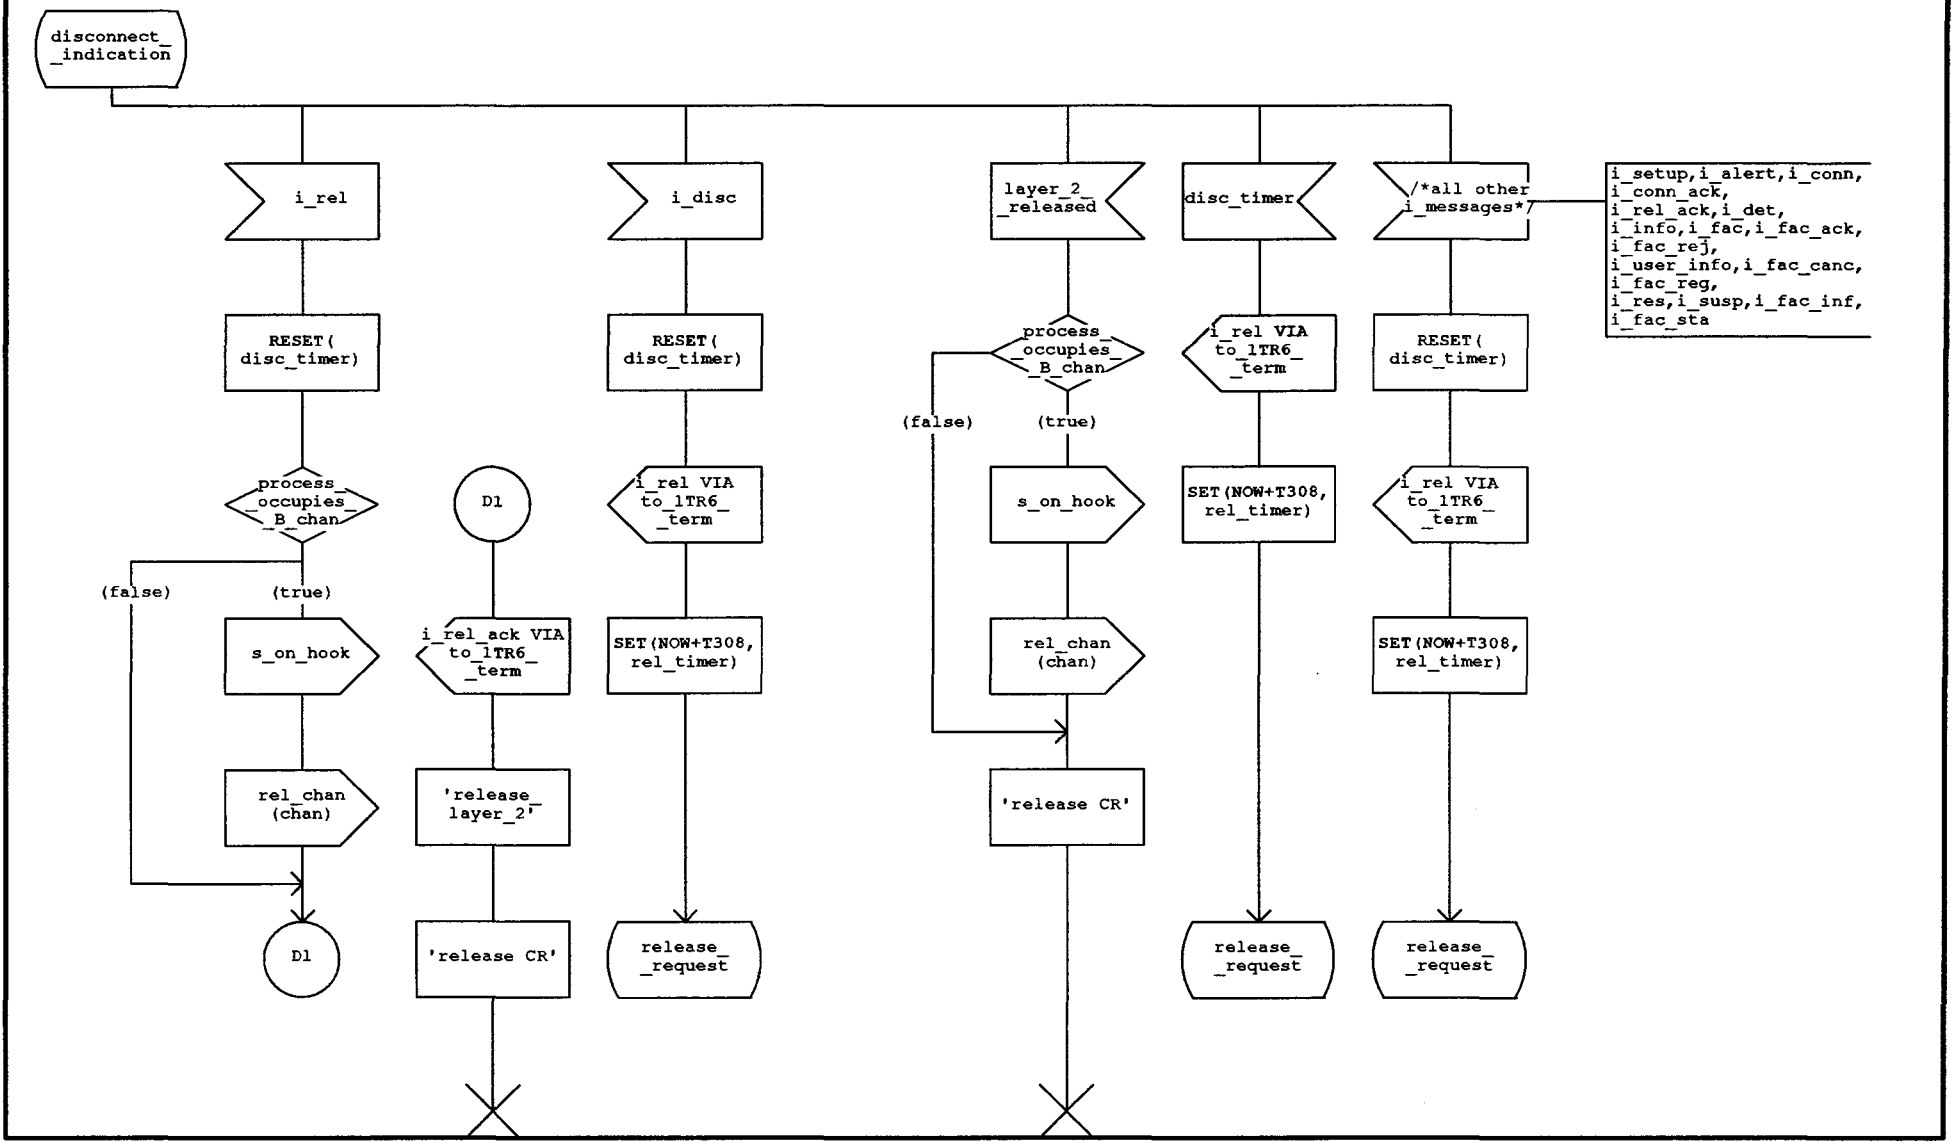 disconnect_
_indication
i_rel
RESET(
disc_timer)
process_
_occupies_
_B_chan
(false)
(true)
s_on_hook
rel_chan
(chan)
D1
D1
i_rel_ack VIA
to_1TR6_
_term
'release_
layer_2'
'release CR'
i_disc
RESET(
disc_timer)
i_rel VIA
to_1TR6_
_term
SET(NOW+T308,
rel_timer)
release_
_request
layer_2_
_released
process_
_occupies_
_B_chan
(false)
(true)
s_on_hook
rel_chan
(chan)
'release CR'
disc_timer
i_rel VIA
to_1TR6_
_term
SET(NOW+T308,
rel_timer)
release_
_request
/*all other
i_messages*/
RESET(
disc_timer)
i_rel VIA
to_1TR6_
_term
SET(NOW+T308,
rel_timer)
release_
_request
i_setup,i_alert,i_conn,
i_conn_ack,
i_rel_ack,i_det,
i_info,i_fac,i_fac_ack,
i_fac_rej,
i_user_info,i_fac_canc,
i_fac_reg,
i_res,i_susp,i_fac_inf,
i_fac_sta